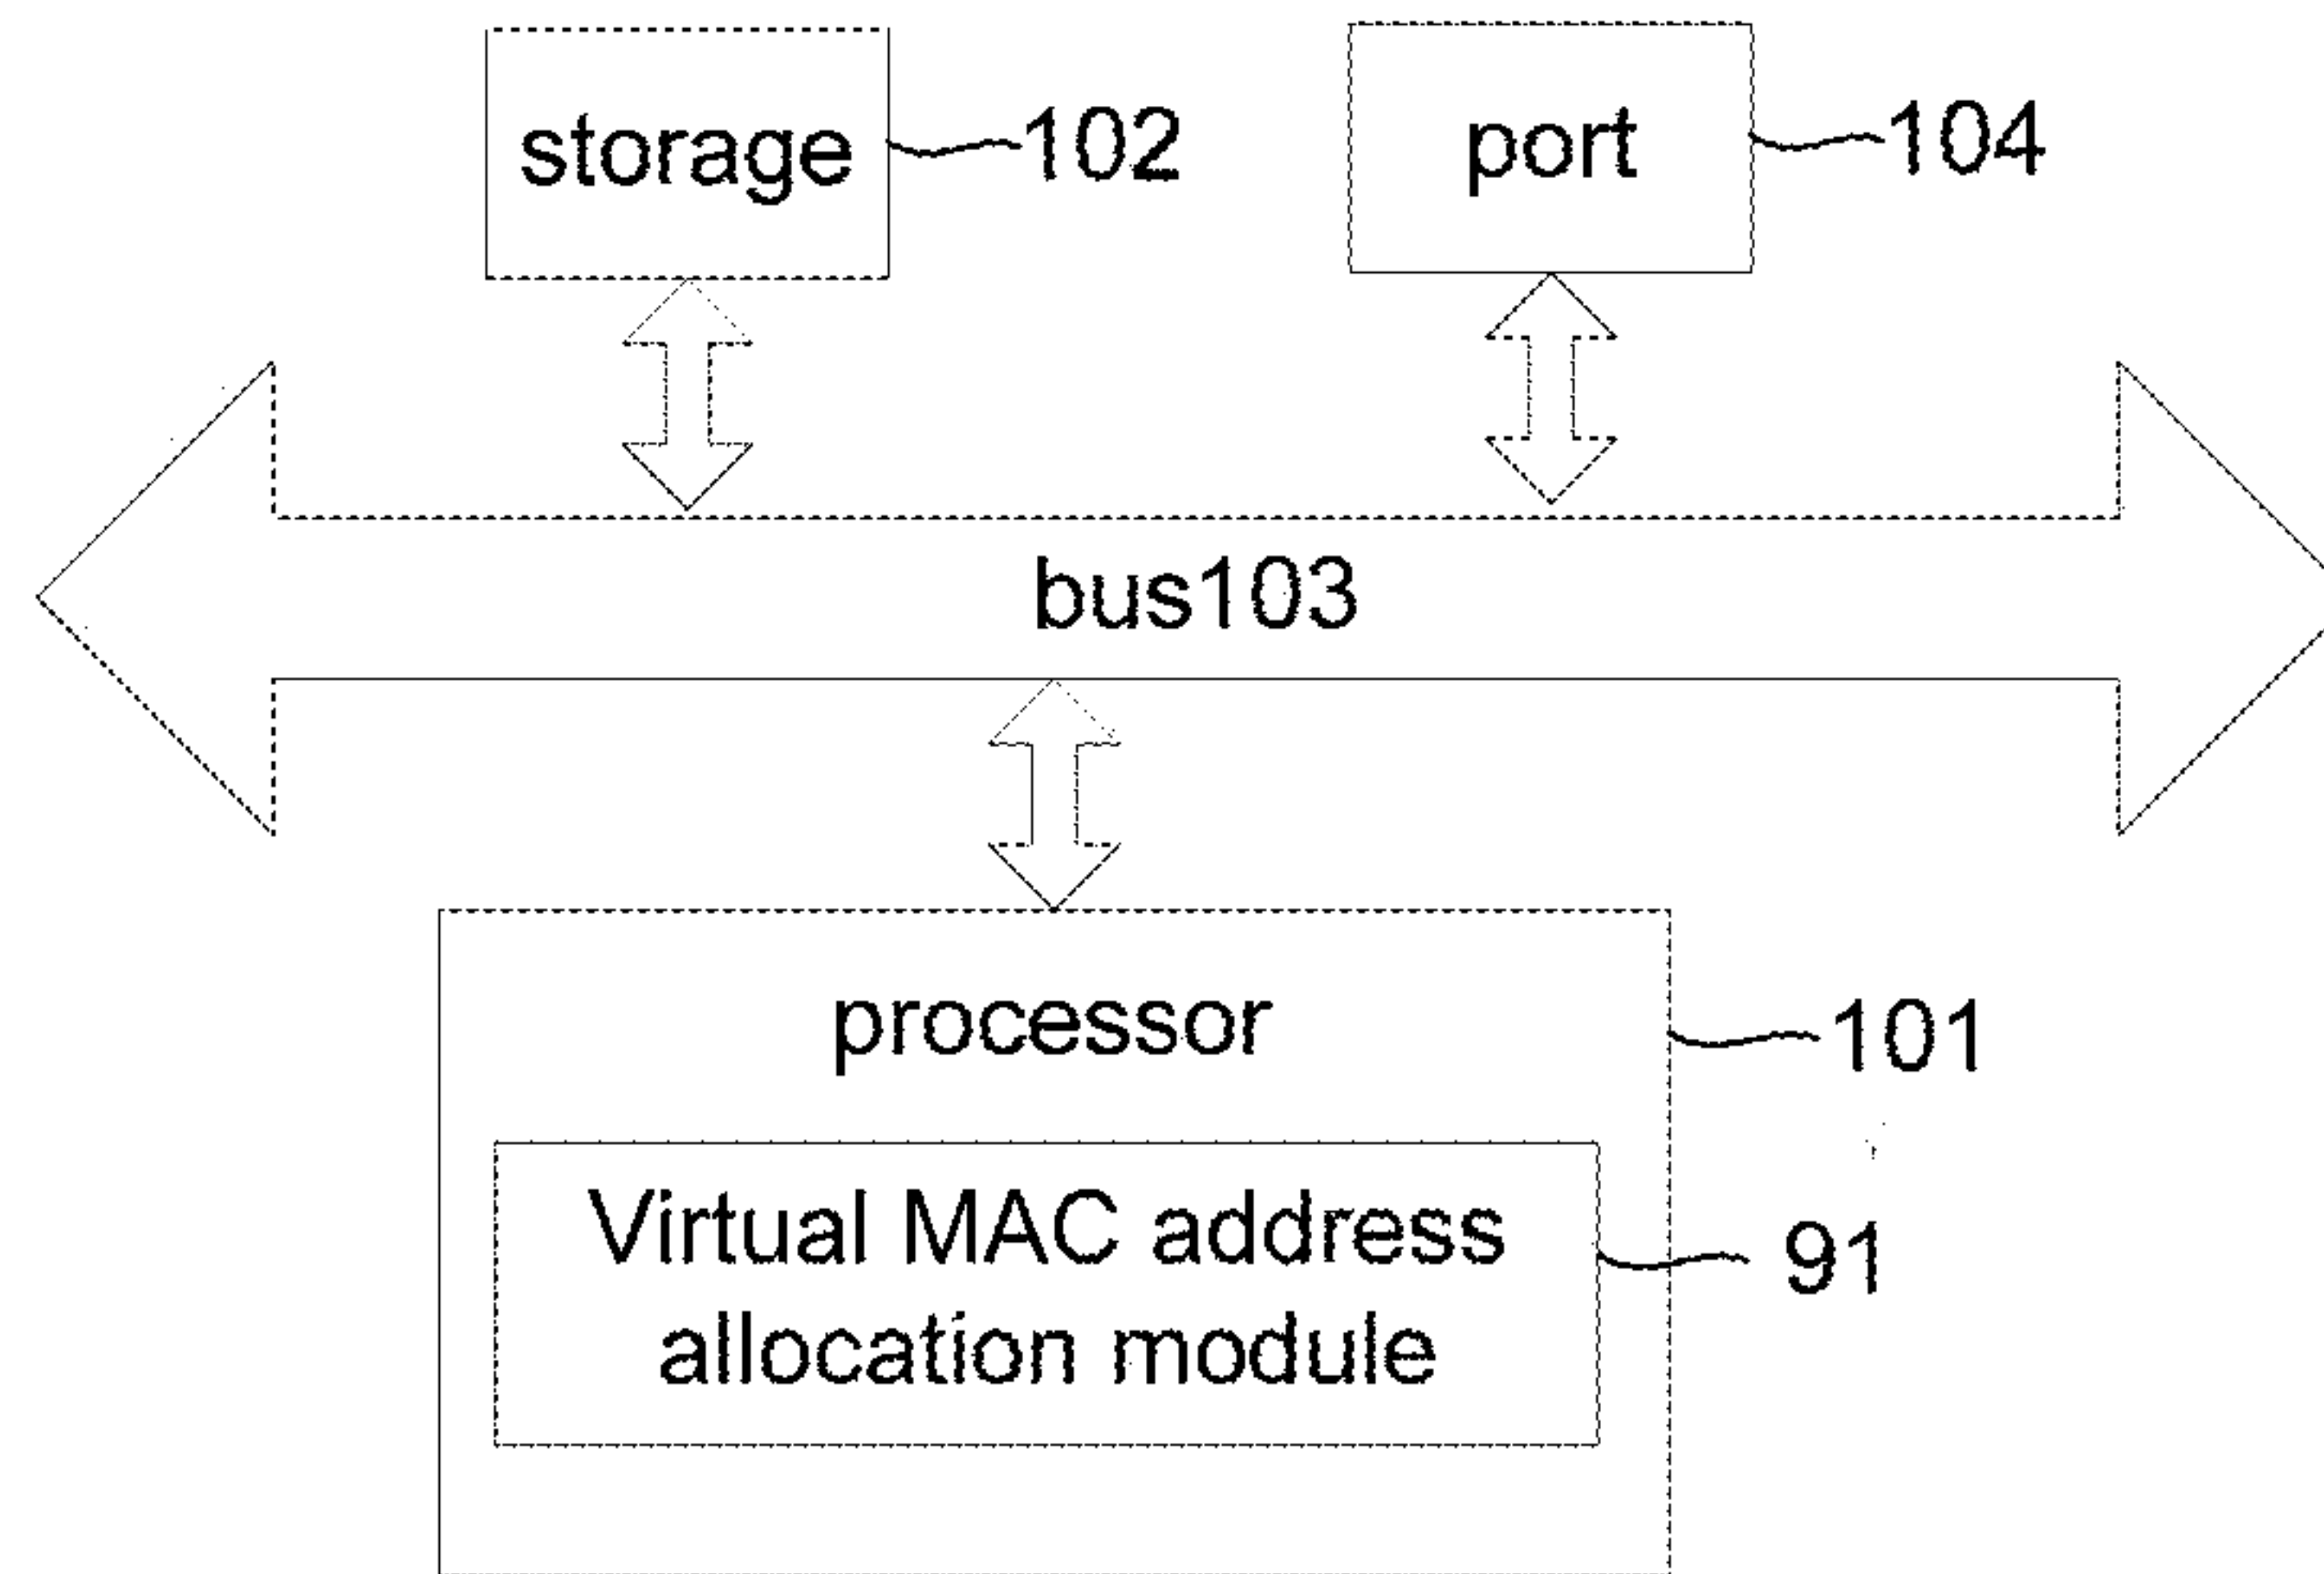 storage 102 port 104
bus103
processor
101
Virtual MAC address
91
allocation module